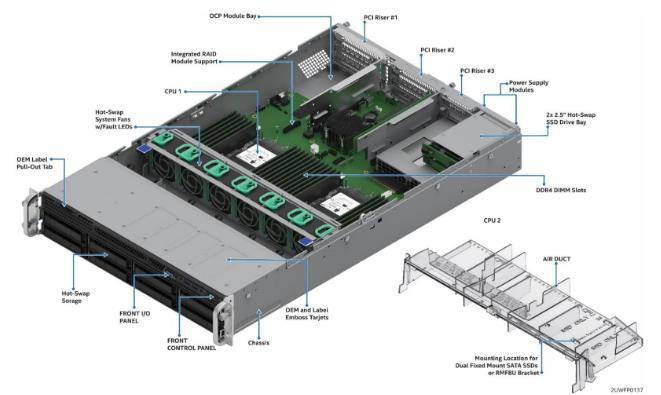 OCP Module Bay
PCI Riser #1
Integrated RAID
Module Support
PCI Riser #2
CPU 1
PCI Riser #3
Power Supply
Modules
Hot-Swap
System Fans
w/Fault LEDs
2x 2.5" Hot-Swap
SSD Drive Bay
OEM Label
Pull-Out Tab
DDR4 DIMM Slots
CPU 2
AIR DUCT
Hot-Swap
Sorage
FRONT I/O
PANEL
FRONT
CONTROL PANEL
Chassis
DEM and Label
Emboss Tarjets
Mounting Location for
Dual Fixed Mount SATA SSDs
or RMFBU Bracket
2UWFP0137